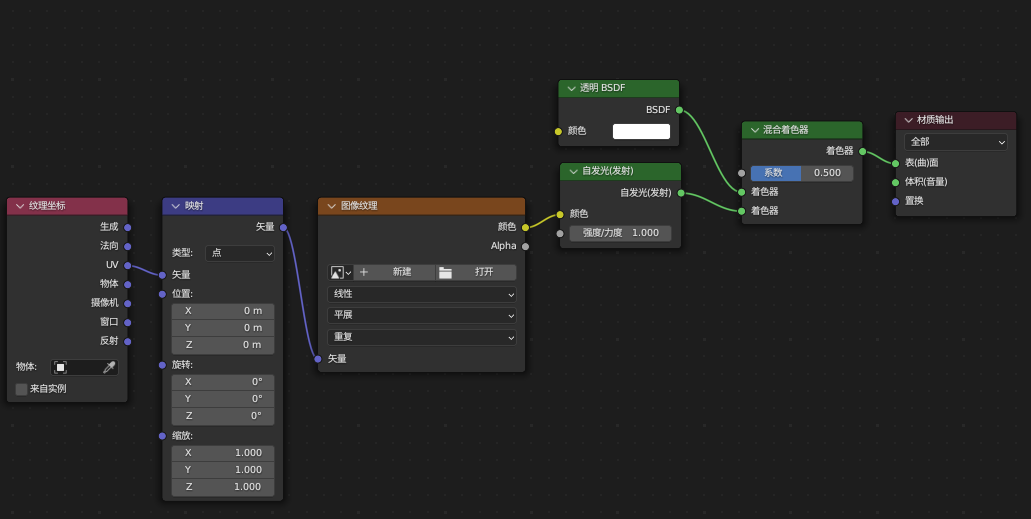 纹理坐标
生成
法向
UV
物体
摄像机
窗口
反射
物体:
来自实例
映射
矢量
类型: 点
矢量
位置:
X 0 m
Y 0 m
Z 0 m
旋转:
X 0°
Y 0°
Z 0°
缩放:
X 1.000
Y 1.000
Z 1.000
图像纹理
颜色
Alpha
新建 打开
线性
平展
重复
矢量
透明 BSDF
BSDF
颜色
自发光(发射)
自发光(发射)
颜色
强度/力度 1.000
混合着色器
着色器
系数 0.500
着色器
着色器
材质输出
全部
表(曲)面
体积(音量)
置换